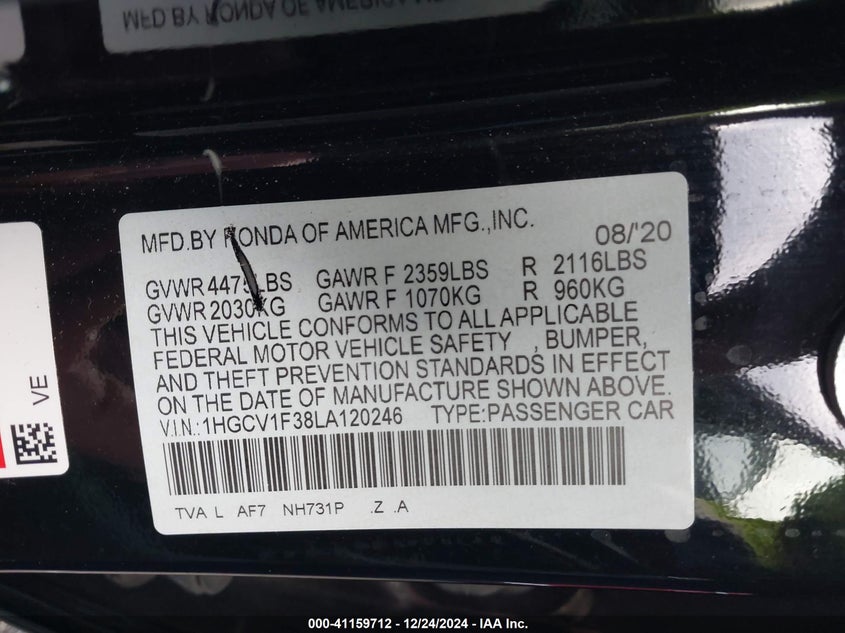 MFD BY HONDA OF AMERICA
MFD.BY HONDA OF AMERICA MFG.,INC. 08/'20
GVWR 4475LBS GAWR F 2359LBS R 2116LBS
GVWR 2030KG GAWR F 1070KG R 960KG
THIS VEHICLE CONFORMS TO ALL APPLICABLE
FEDERAL MOTOR VEHICLE SAFETY , BUMPER,
AND THEFT PREVENTION STANDARDS IN EFFECT
ON THE DATE OF MANUFACTURE SHOWN ABOVE.
V.I.N.:1HGCV1F38LA120246 TYPE:PASSENGER CAR
TVA L AF7 NH731P .Z .A
VE
000-41159712 - 12/24/2024 - IAA Inc.